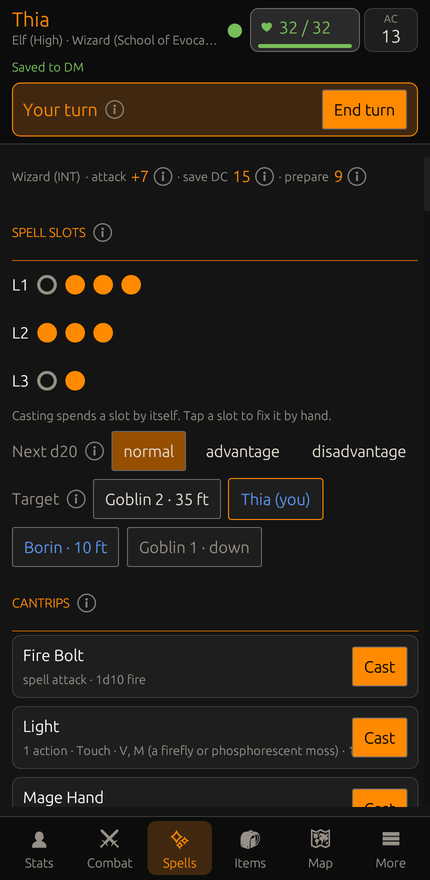 Thia
Elf (High) · Wizard (School of Evoca...
32 / 32
AC
13
Saved to DM
Your turn
End turn
Wizard (INT) · attack +7 · save DC 15 · prepare 9
SPELL SLOTS
L1
L2
L3
Casting spends a slot by itself. Tap a slot to fix it by hand.
Next d20 normal advantage disadvantage
Target Goblin 2 · 35 ft Thia (you)
Borin · 10 ft Goblin 1 · down
CANTRIPS
Fire Bolt
spell attack · 1d10 fire
Cast
Light
1 action · Touch · V, M (a firefly or phosphorescent moss) · 1
Cast
Mage Hand
Cast
Stats Combat Spells Items Map More